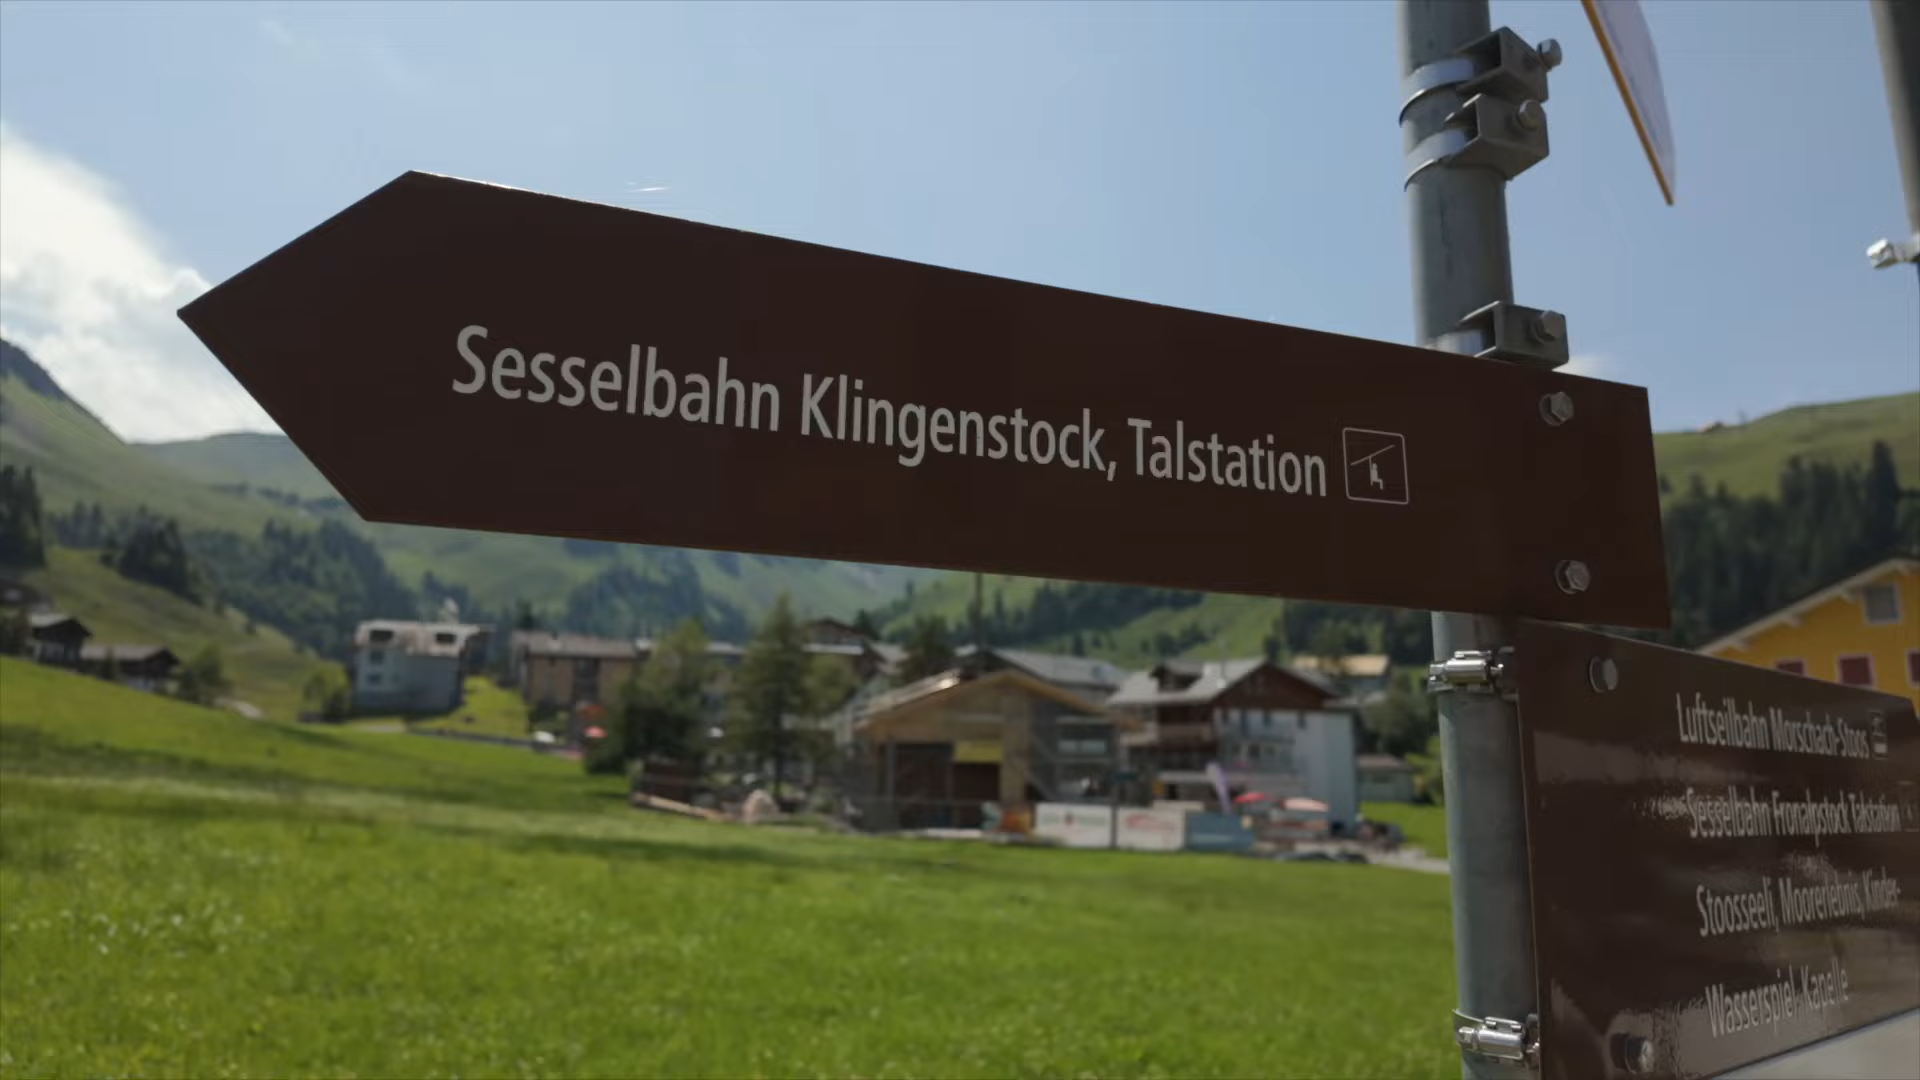 Sesselbahn Klingenstock, Talstation
Luftseilbahn Morschach-Stoos
Sesselbahn Fronalpstock Talstation
Stoosseeli, Moorerlebnis, Kinder-
Wasserspiel, Kapelle